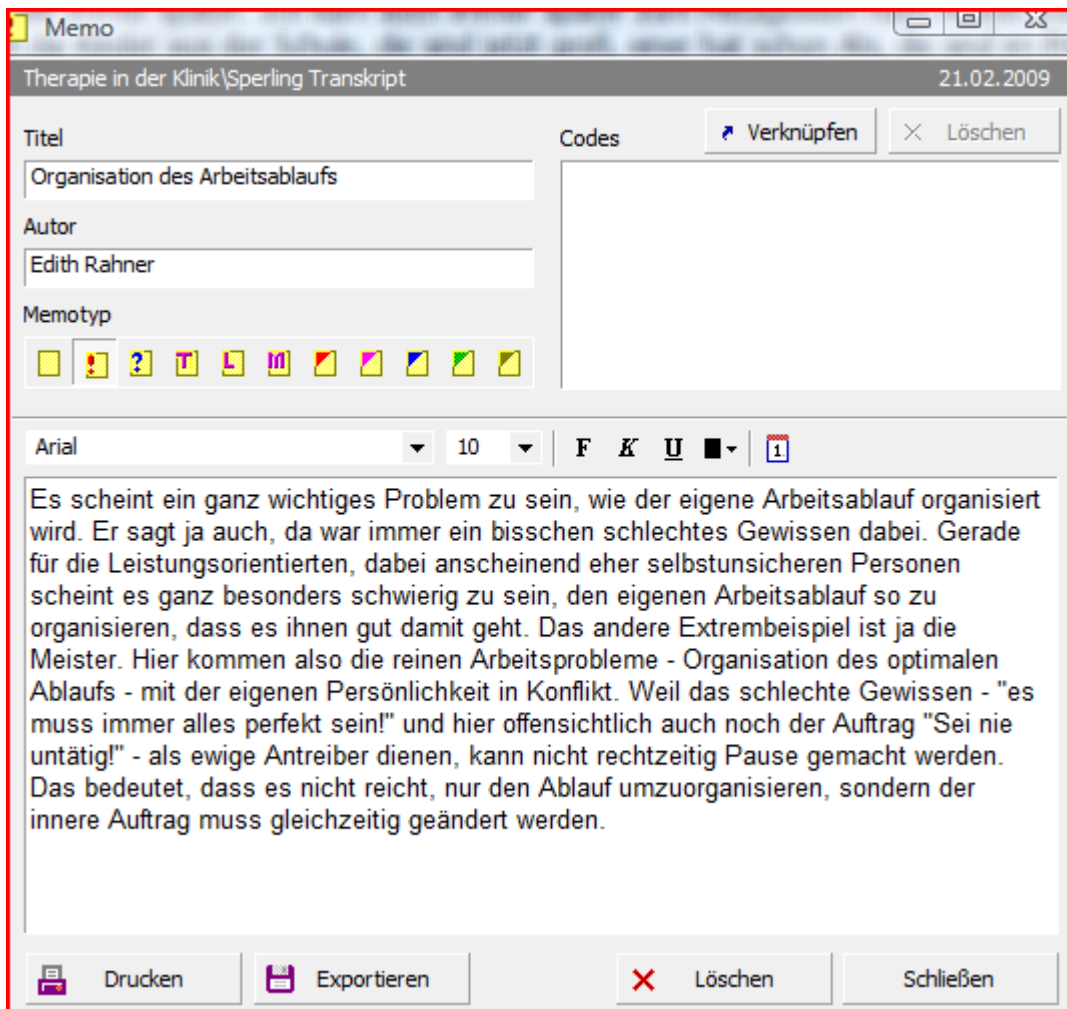 Memo
Therapie in der Klinik\Sperling Transkript 21.02.2009
Titel
Organisation des Arbeitsablaufs
Autor
Edith Rahner
Memotyp
Codes
Verknüpfen
Löschen
Arial 10 F K U 1
Es scheint ein ganz wichtiges Problem zu sein, wie der eigene Arbeitsablauf organisiert
wird. Er sagt ja auch, da war immer ein bisschen schlechtes Gewissen dabei. Gerade
für die Leistungsorientierten, dabei anscheinend eher selbstunsicheren Personen
scheint es ganz besonders schwierig zu sein, den eigenen Arbeitsablauf so zu
organisieren, dass es ihnen gut damit geht. Das andere Extrembeispiel ist ja die
Meister. Hier kommen also die reinen Arbeitsprobleme - Organisation des optimalen
Ablaufs - mit der eigenen Persönlichkeit in Konflikt. Weil das schlechte Gewissen - "es
muss immer alles perfekt sein!" und hier offensichtlich auch noch der Auftrag "Sei nie
untätig!" - als ewige Antreiber dienen, kann nicht rechtzeitig Pause gemacht werden.
Das bedeutet, dass es nicht reicht, nur den Ablauf umzuorganisieren, sondern der
innere Auftrag muss gleichzeitig geändert werden.
Drucken
Exportieren
Löschen
Schließen